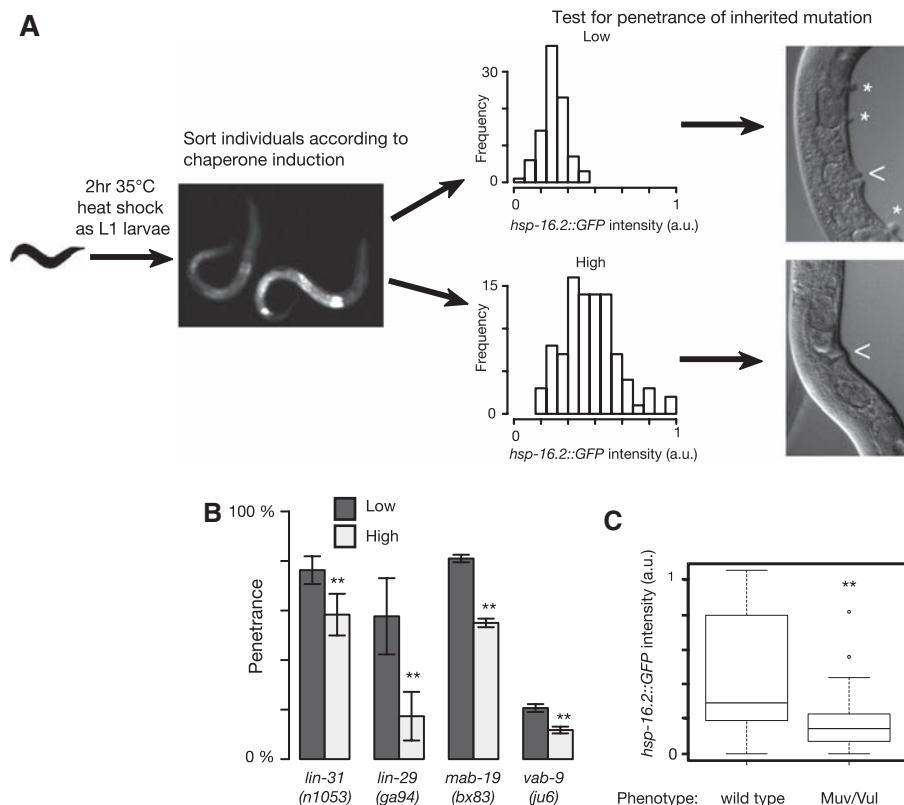 A
Test for penetrance of inherited mutation
Low
30
Frequency
0
0
1
hsp-16.2::GFP intensity (a.u.)
Sort individuals according to
chaperone induction
2hr 35°C
heat shock
as L1 larvae
*
*
<
*
High
15
Frequency
0
0
1
hsp-16.2::GFP intensity (a.u.)
<
B
100 %
Penetrance
0 %
Low
High
**
**
**
**
lin-31
(n1053)
lin-29
(ga94)
mab-19
(bx83)
vab-9
(ju6)
C
hsp-16.2::GFP intensity (a.u.)
1
0
**
Phenotype:
wild type
Muv/Vul